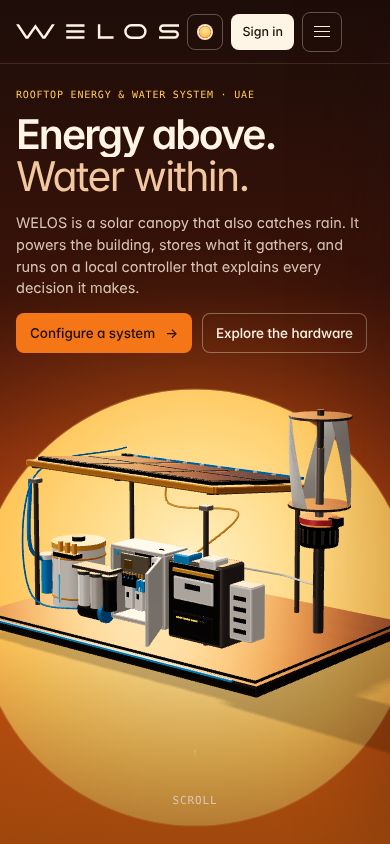 WELOS
Sign in
ROOFTOP ENERGY & WATER SYSTEM · UAE
Energy above.
Water within.
WELOS is a solar canopy that also catches rain. It
powers the building, stores what it gathers, and
runs on a local controller that explains every
decision it makes.
Configure a system →
Explore the hardware
SCROLL